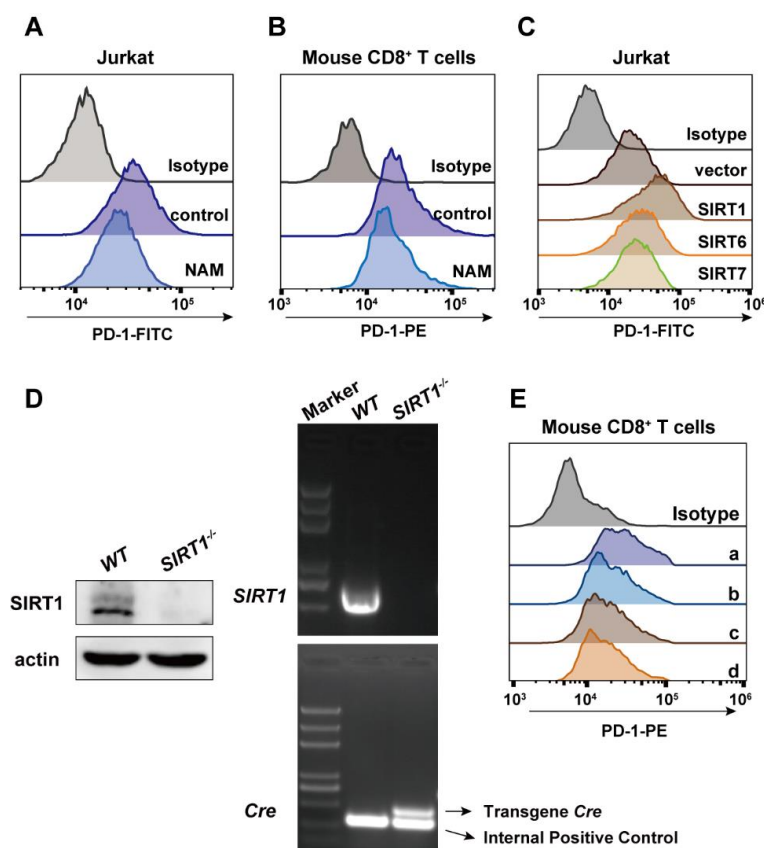 A
Jurkat
Isotype
control
NAM
10⁴ 10⁵
PD-1-FITC
B
Mouse CD8⁺ T cells
Isotype
control
NAM
10³ 10⁴ 10⁵ 10⁶
PD-1-PE
C
Jurkat
Isotype
vector
SIRT1
SIRT6
SIRT7
10³ 10⁴ 10⁵ 10⁶
PD-1-FITC
D
WT SIRT1⁻/⁻
SIRT1
actin
Marker WT SIRT1⁻/⁻
SIRT1
Cre
Transgene Cre
Internal Positive Control
E
Mouse CD8⁺ T cells
Isotype
a
b
c
d
10³ 10⁴ 10⁵ 10⁶
PD-1-PE